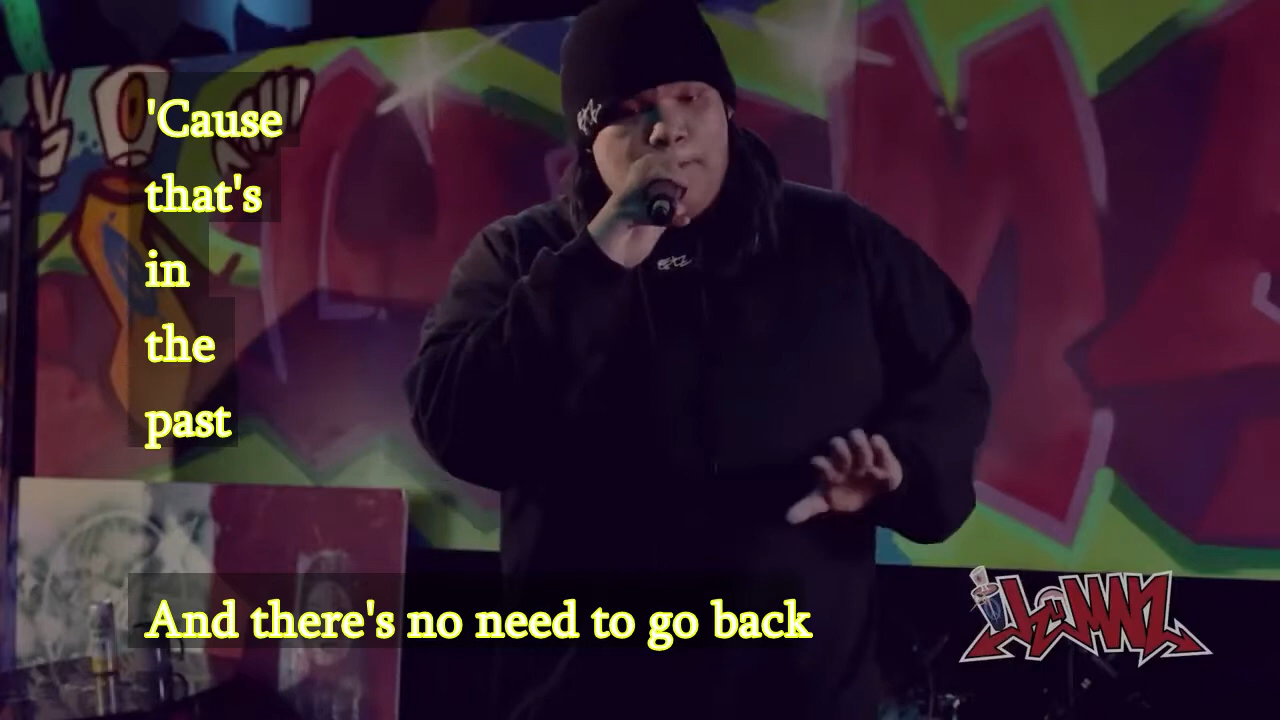 'Cause
that's
in
the
past
And there's no need to go back